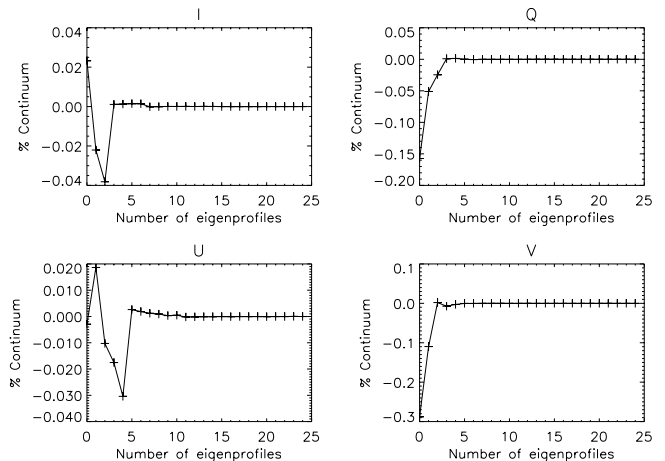 I
% Continuum
0.04
0.02
0.00
−0.02
−0.04
0 5 10 15 20 25
Number of eigenprofiles
Q
% Continuum
0.05
0.00
−0.05
−0.10
−0.15
−0.20
0 5 10 15 20 25
Number of eigenprofiles
U
% Continuum
0.020
0.010
0.000
−0.010
−0.020
−0.030
−0.040
0 5 10 15 20 25
Number of eigenprofiles
V
% Continuum
0.1
0.0
−0.1
−0.2
−0.3
0 5 10 15 20 25
Number of eigenprofiles